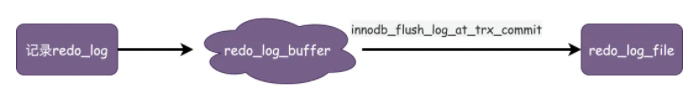 记录redo_log
redo_log_buffer
innodb_flush_log_at_trx_commit
redo_log_file